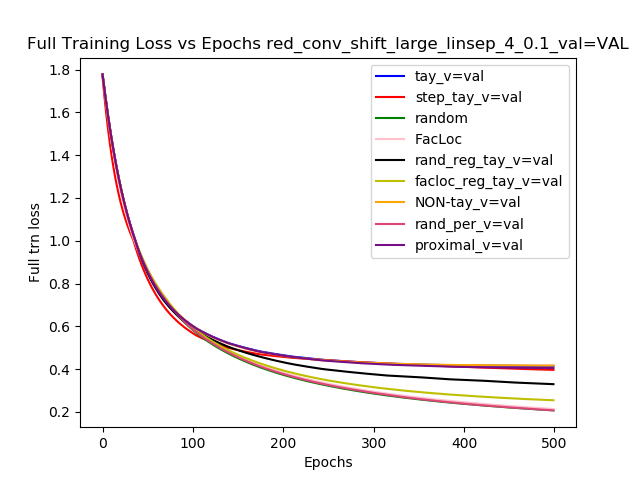 Full Training Loss vs Epochs red_conv_shift_large_linsep_4_0.1_val=VAL
1.8
1.6
1.4
1.2
1.0
0.8
0.6
0.4
0.2
Full trn loss
tay_v=val
step_tay_v=val
random
FacLoc
rand_reg_tay_v=val
facloc_reg_tay_v=val
NON-tay_v=val
rand_per_v=val
proximal_v=val
0 100 200 300 400 500
Epochs